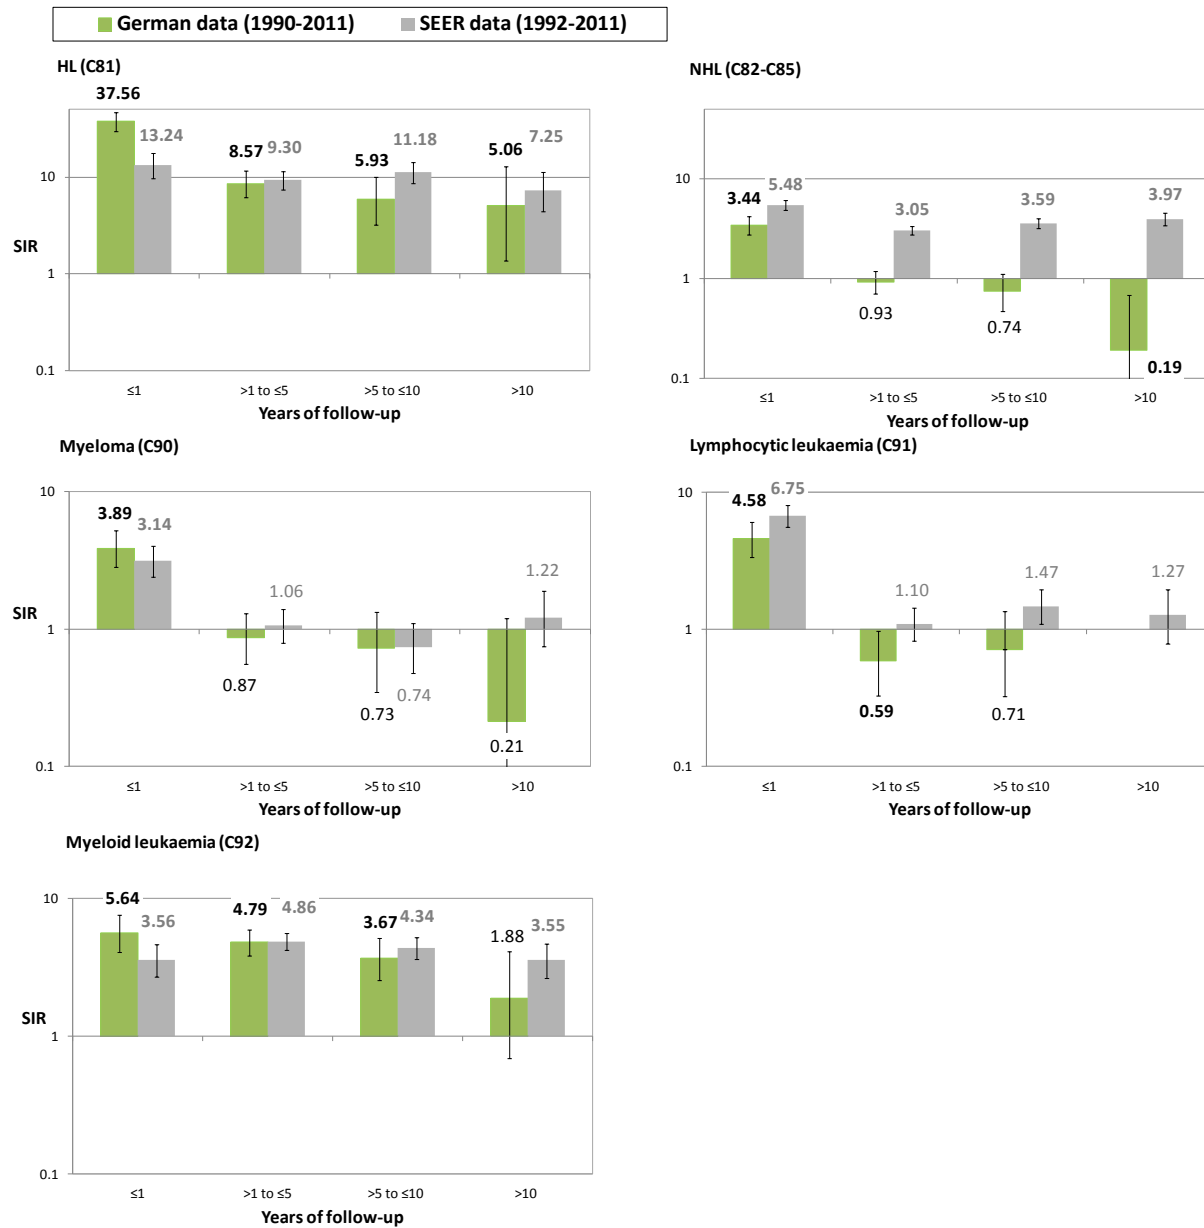 German data (1990-2011) SEER data (1992-2011)
HL (C81)
37.56
13.24
8.57 9.30
5.93
11.18
5.06
7.25
10
SIR
1
0.1
≤1 >1 to ≤5 >5 to ≤10 >10
Years of follow-up
NHL (C82-C85)
10
3.44
5.48
3.05
3.59
3.97
1
0.93
0.74
0.19
0.1
≤1 >1 to ≤5 >5 to ≤10 >10
Years of follow-up
Myeloma (C90)
10
3.89
3.14
1.06
1.22
SIR
1
0.87
0.73
0.74
0.21
0.1
≤1 >1 to ≤5 >5 to ≤10 >10
Years of follow-up
Lymphocytic leukaemia (C91)
10
4.58
6.75
1.10
1.47
1.27
1
0.59
0.71
0.1
≤1 >1 to ≤5 >5 to ≤10 >10
Years of follow-up
Myeloid leukaemia (C92)
10
5.64
3.56
4.79 4.86
3.67 4.34
1.88
3.55
SIR
1
0.1
≤1 >1 to ≤5 >5 to ≤10 >10
Years of follow-up